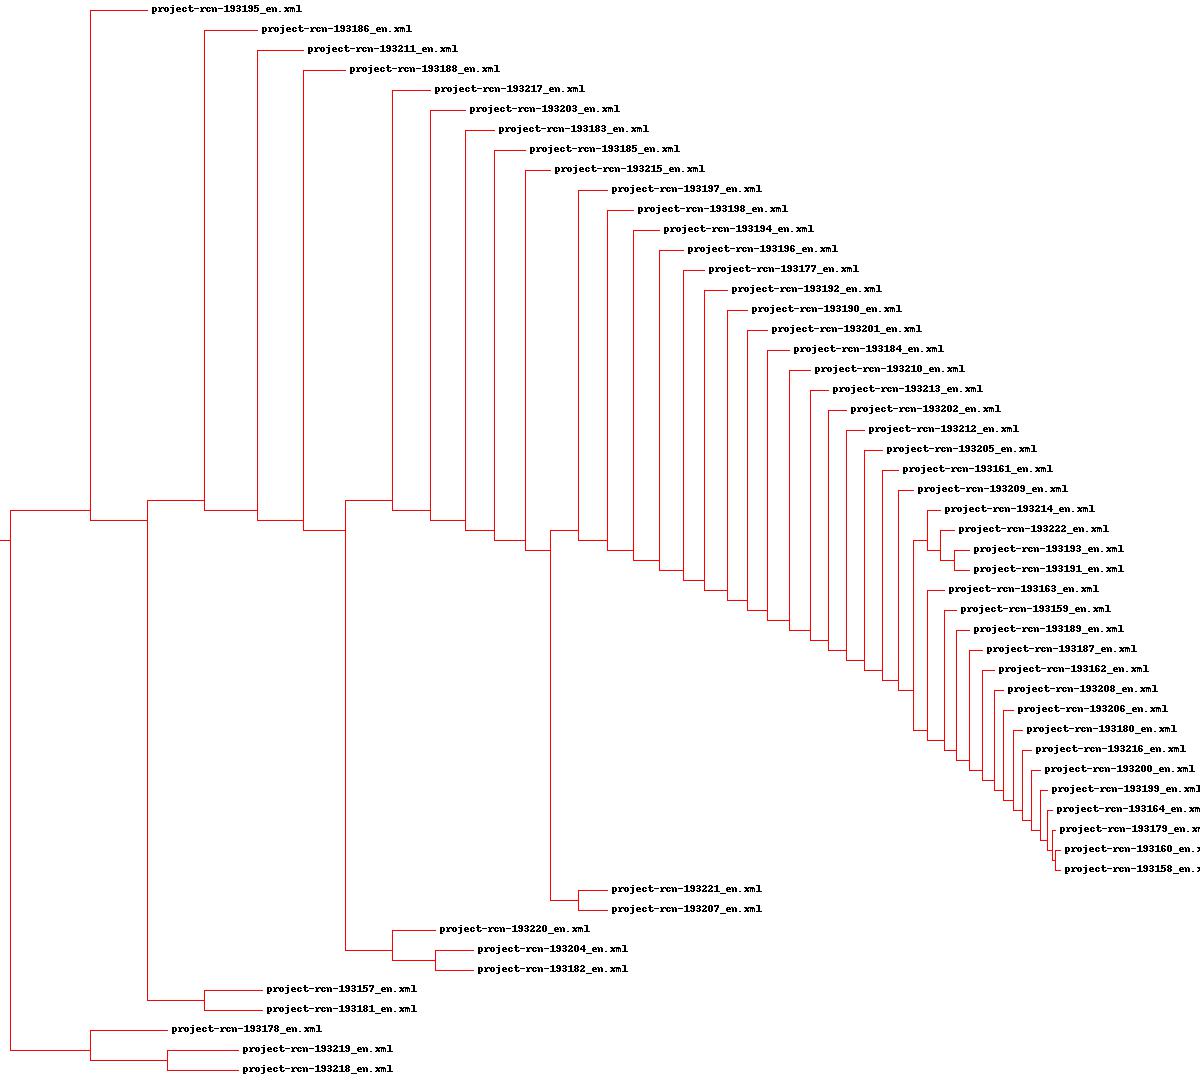 project-rcn-193195_en.xml
project-rcn-193186_en.xml
project-rcn-193211_en.xml
project-rcn-193188_en.xml
project-rcn-193217_en.xml
project-rcn-193203_en.xml
project-rcn-193183_en.xml
project-rcn-193185_en.xml
project-rcn-193215_en.xml
project-rcn-193197_en.xml
project-rcn-193198_en.xml
project-rcn-193194_en.xml
project-rcn-193196_en.xml
project-rcn-193177_en.xml
project-rcn-193192_en.xml
project-rcn-193190_en.xml
project-rcn-193201_en.xml
project-rcn-193184_en.xml
project-rcn-193210_en.xml
project-rcn-193213_en.xml
project-rcn-193202_en.xml
project-rcn-193212_en.xml
project-rcn-193205_en.xml
project-rcn-193161_en.xml
project-rcn-193209_en.xml
project-rcn-193214_en.xml
project-rcn-193222_en.xml
project-rcn-193193_en.xml
project-rcn-193191_en.xml
project-rcn-193163_en.xml
project-rcn-193159_en.xml
project-rcn-193189_en.xml
project-rcn-193187_en.xml
project-rcn-193162_en.xml
project-rcn-193208_en.xml
project-rcn-193206_en.xml
project-rcn-193180_en.xml
project-rcn-193216_en.xml
project-rcn-193200_en.xml
project-rcn-193199_en.xml
project-rcn-193164_en.xm
project-rcn-193179_en.x
project-rcn-193160_en.x
project-rcn-193158_en.x
project-rcn-193221_en.xml
project-rcn-193207_en.xml
project-rcn-193220_en.xml
project-rcn-193204_en.xml
project-rcn-193182_en.xml
project-rcn-193157_en.xml
project-rcn-193181_en.xml
project-rcn-193178_en.xml
project-rcn-193219_en.xml
project-rcn-193218_en.xml